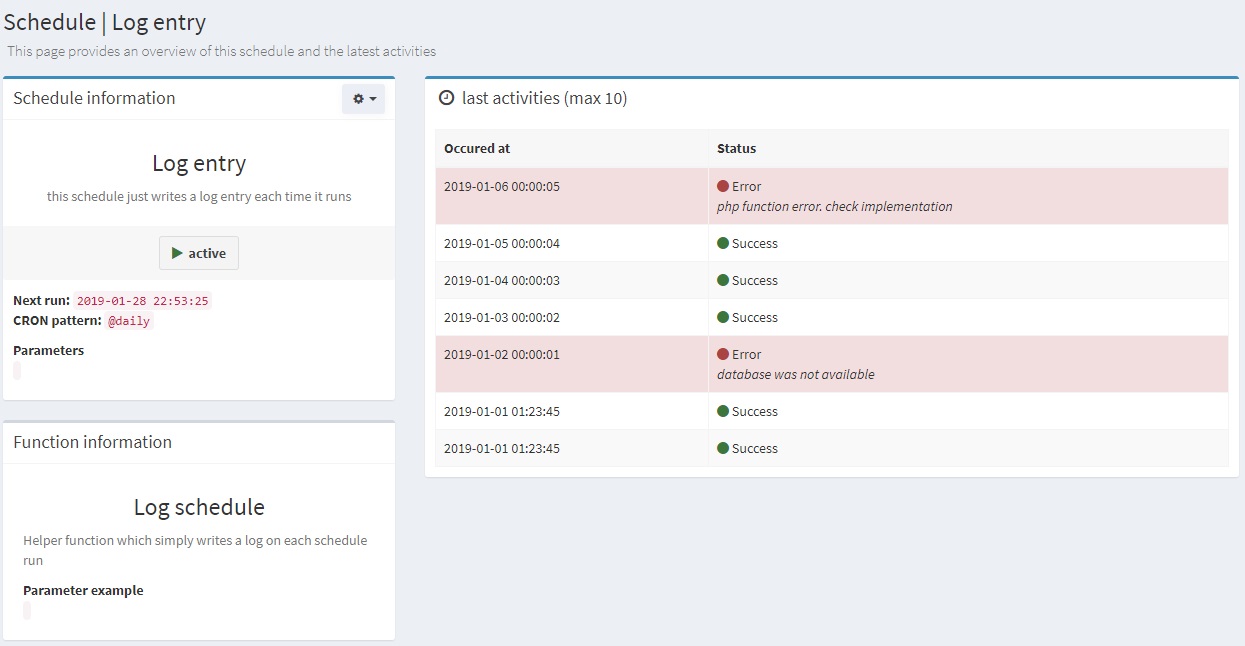 Schedule | Log entry
This page provides an overview of this schedule and the latest activities
Schedule information
Log entry
this schedule just writes a log entry each time it runs
active
Next run: 2019-01-28 22:53:25
CRON pattern: @daily
Parameters
Function information
Log schedule
Helper function which simply writes a log on each schedule
run
Parameter example
last activities (max 10)
Occured at Status
2019-01-06 00:00:05 Error
php function error. check implementation
2019-01-05 00:00:04 Success
2019-01-04 00:00:03 Success
2019-01-03 00:00:02 Success
2019-01-02 00:00:01 Error
database was not available
2019-01-01 01:23:45 Success
2019-01-01 01:23:45 Success